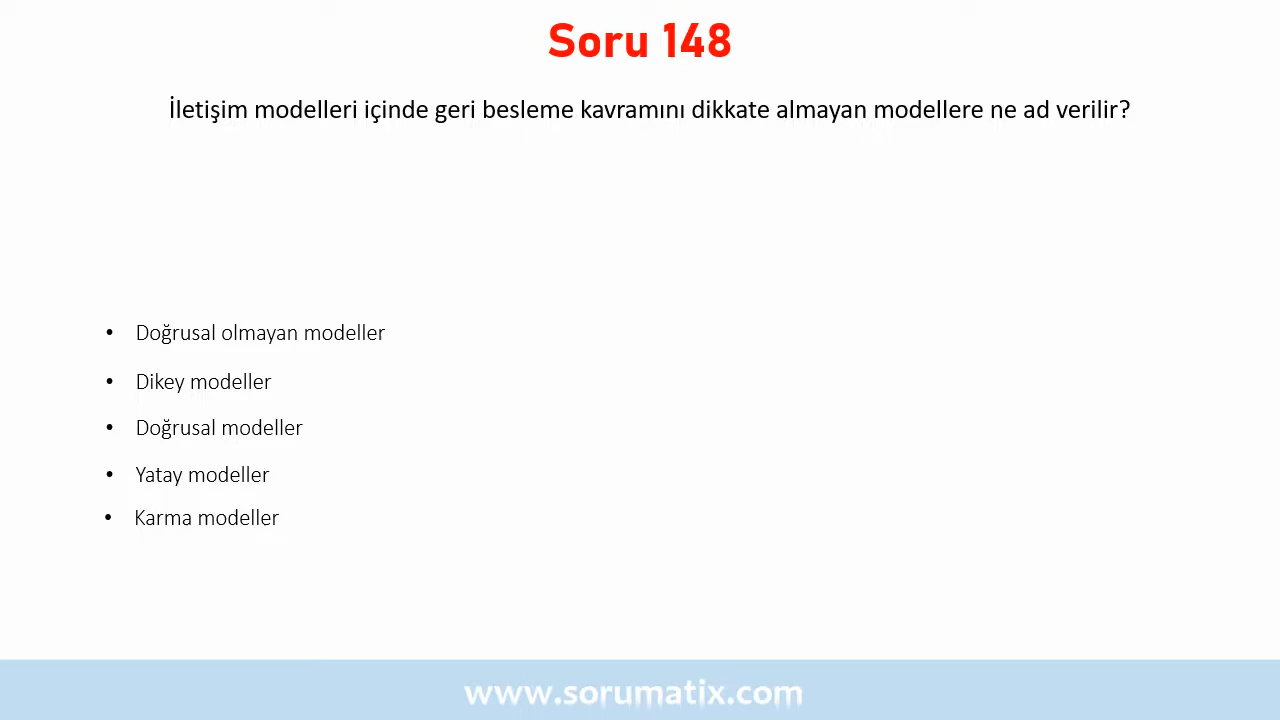 Soru 148
İletişim modelleri içinde geri besleme kavramını dikkate almayan modellere ne ad verilir?
• Doğrusal olmayan modeller
• Dikey modeller
• Doğrusal modeller
• Yatay modeller
• Karma modeller
www.sorumatix.com